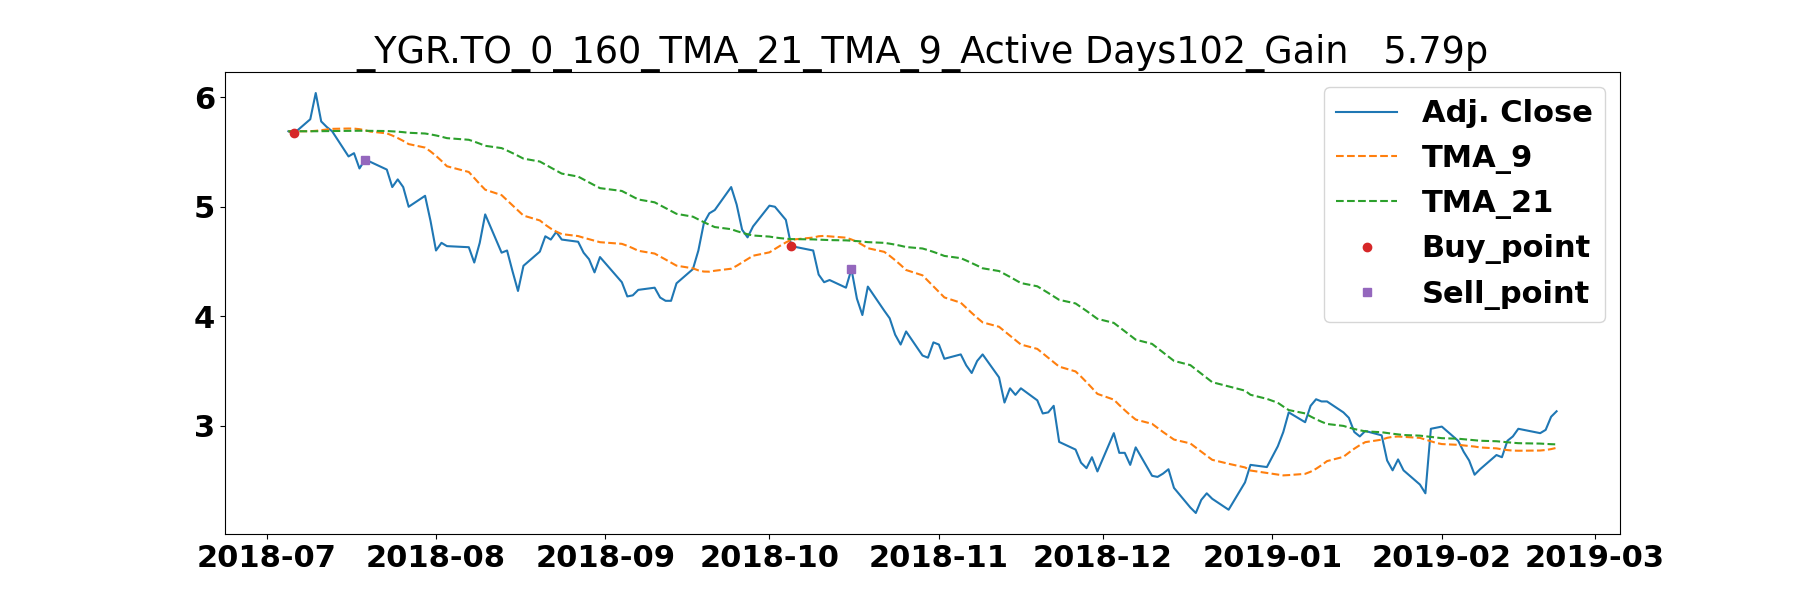 _YGR.TO_0_160_TMA_21_TMA_9_Active Days102_Gain   5.79p
6
5
4
3
Adj. Close
TMA_9
TMA_21
Buy_point
Sell_point
2018-07 2018-08 2018-09 2018-10 2018-11 2018-12 2019-01 2019-02 2019-03